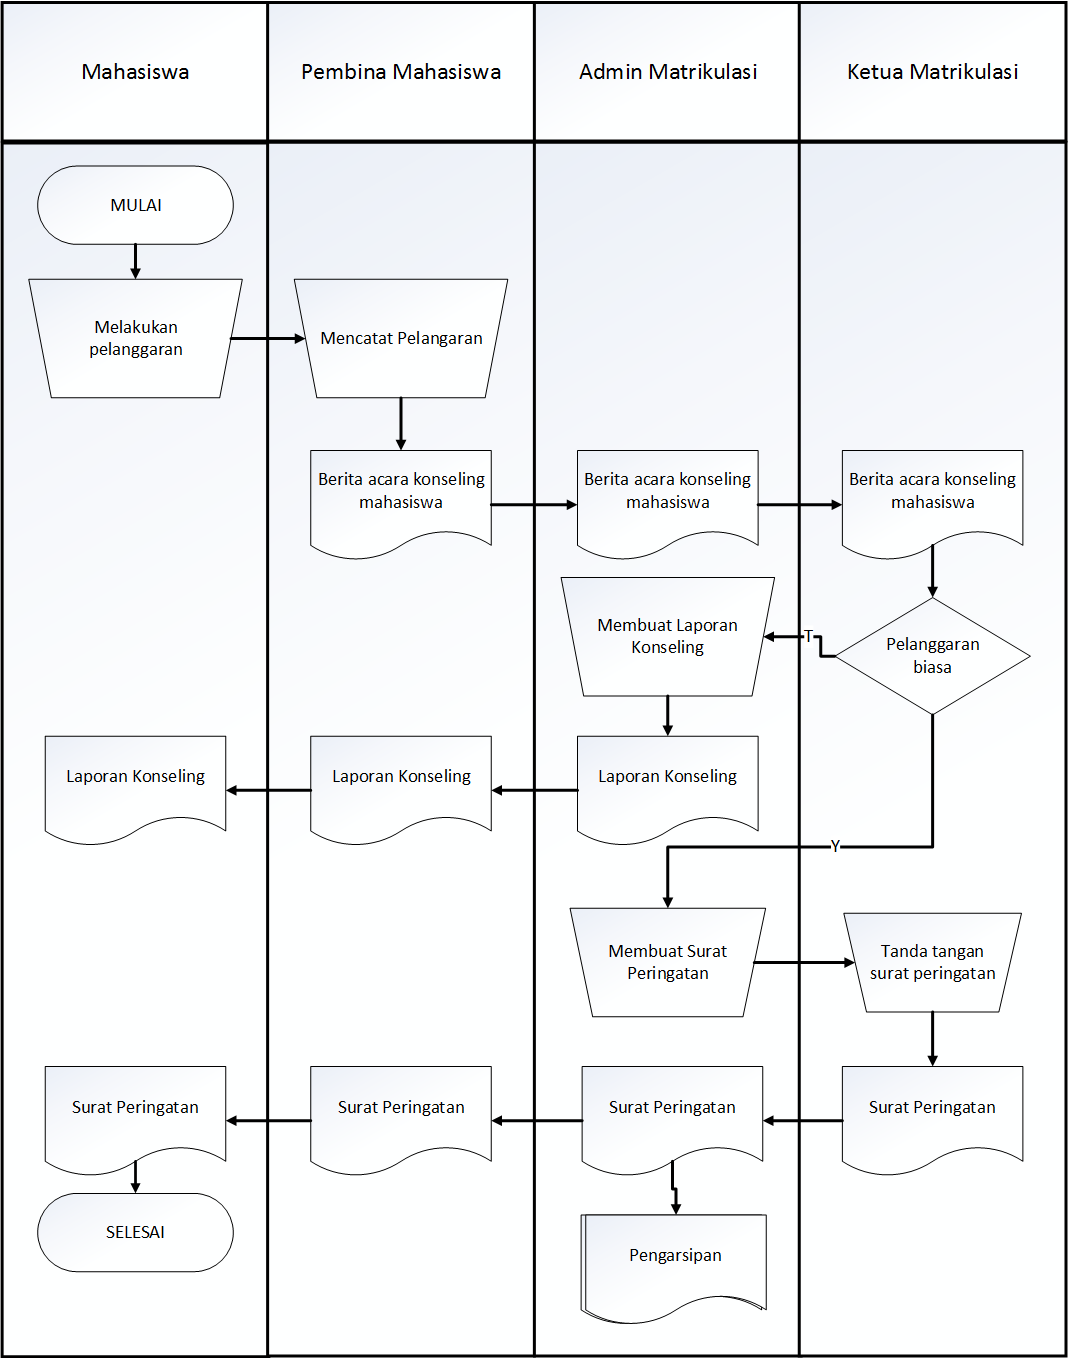 Mahasiswa
Pembina Mahasiswa
Admin Matrikulasi
Ketua Matrikulasi
MULAI
Melakukan
pelanggaran
Mencatat Pelangaran
Berita acara konseling
mahasiswa
Berita acara konseling
mahasiswa
Berita acara konseling
mahasiswa
Membuat Laporan
Konseling
T
Pelanggaran
biasa
Laporan Konseling
Laporan Konseling
Laporan Konseling
Y
Membuat Surat
Peringatan
Tanda tangan
surat peringatan
Surat Peringatan
Surat Peringatan
Surat Peringatan
Surat Peringatan
SELESAI
Pengarsipan